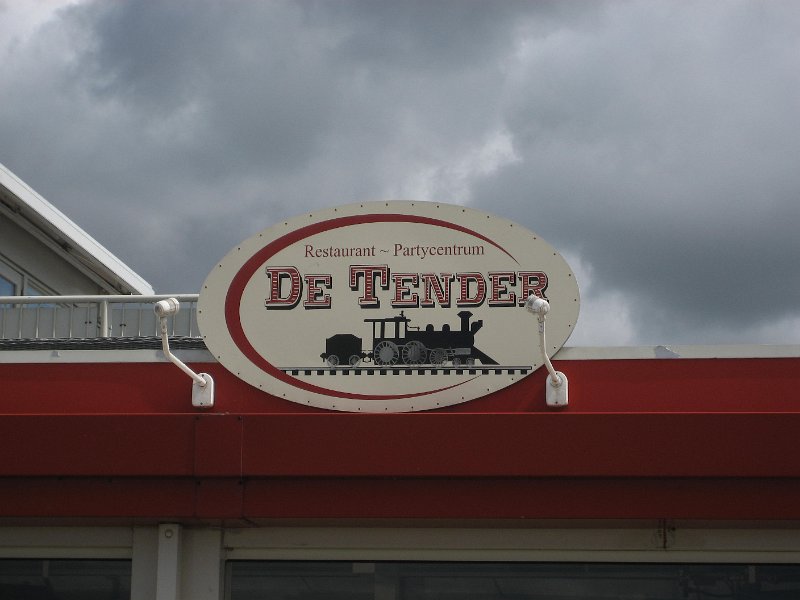 Restaurant ~ Partycentrum
DE TENDER